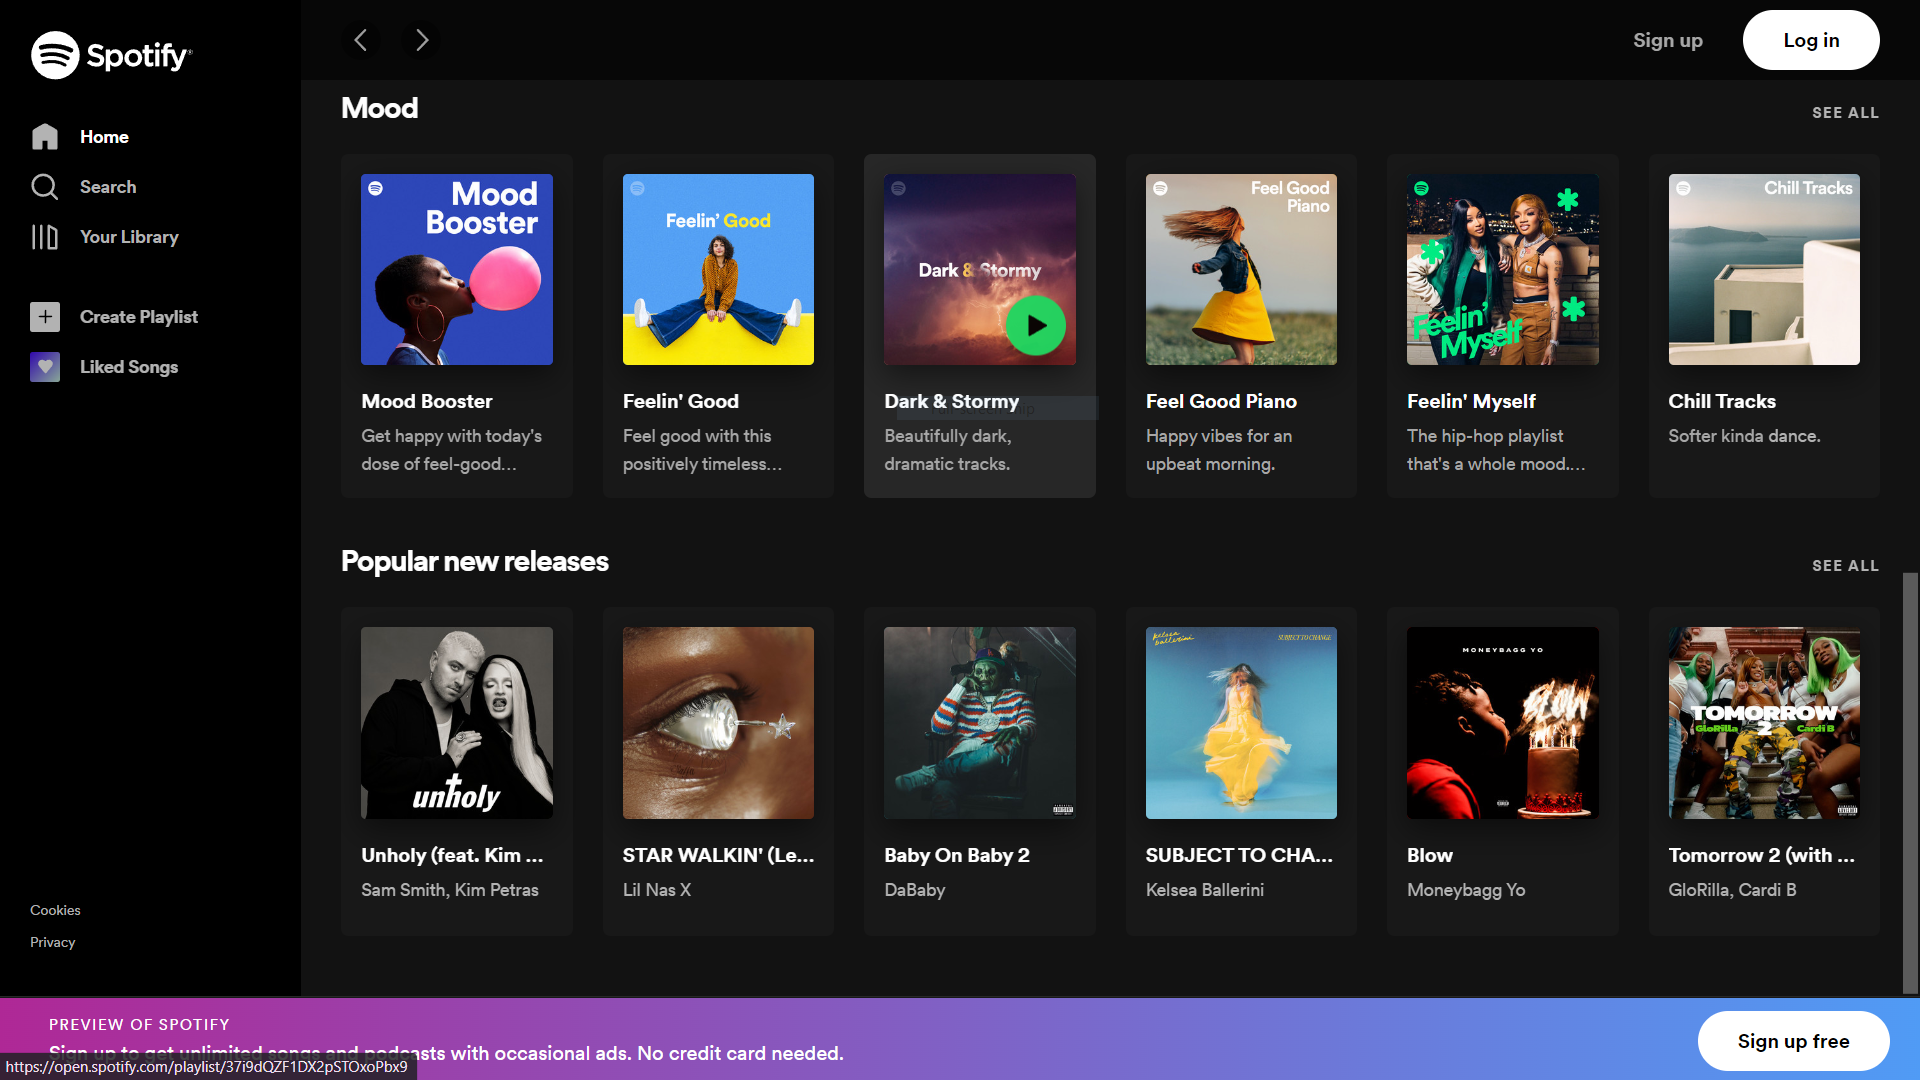 Spotify
Sign up
Log in
Home
Search
Your Library
Create Playlist
Liked Songs
Mood
SEE ALL
Mood
Booster
Feelin' Good
Dark & Stormy
Feel Good
Piano
Feelin'
Myself
Chill Tracks
Mood Booster
Get happy with today's
dose of feel-good...
Feelin' Good
Feel good with this
positively timeless...
Dark & Stormy
Beautifully dark,
dramatic tracks.
Feel Good Piano
Happy vibes for an
upbeat morning.
Feelin' Myself
The hip-hop playlist
that's a whole mood....
Chill Tracks
Softer kinda dance.
Popular new releases
SEE ALL
unholy
kelsea
ballerini
SUBJECT TO CHANGE
MONEYBAGG YO
BLOW
TOMORROW
2
GloRilla
Cardi B
Unholy (feat. Kim ...
Sam Smith, Kim Petras
STAR WALKIN' (Le...
Lil Nas X
Baby On Baby 2
DaBaby
SUBJECT TO CHA...
Kelsea Ballerini
Blow
Moneybagg Yo
Tomorrow 2 (with ...
GloRilla, Cardi B
Cookies
Privacy
PREVIEW OF SPOTIFY
Sign up to get unlimited songs and podcasts with occasional ads. No credit card needed.
Sign up free
https://open.spotify.com/playlist/37i9dQZF1DX2pSTOxoPbx9